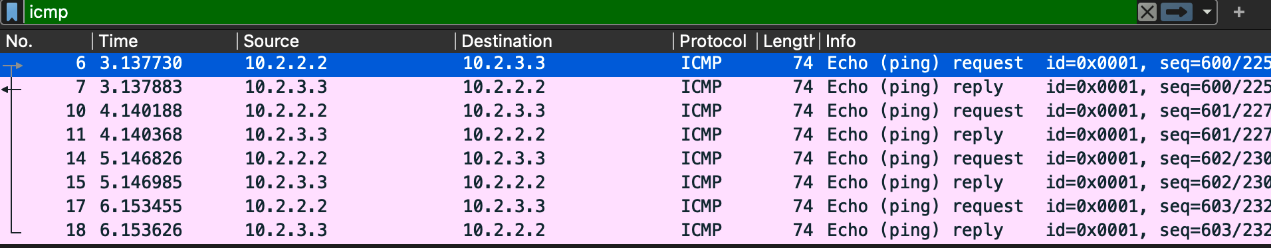 icmp
No. Time Source Destination Protocol Length Info
6 3.137730 10.2.2.2 10.2.3.3 ICMP 74 Echo (ping) request id=0x0001, seq=600/225
7 3.137883 10.2.3.3 10.2.2.2 ICMP 74 Echo (ping) reply id=0x0001, seq=600/225
10 4.140188 10.2.2.2 10.2.3.3 ICMP 74 Echo (ping) request id=0x0001, seq=601/227
11 4.140368 10.2.3.3 10.2.2.2 ICMP 74 Echo (ping) reply id=0x0001, seq=601/227
14 5.146826 10.2.2.2 10.2.3.3 ICMP 74 Echo (ping) request id=0x0001, seq=602/230
15 5.146985 10.2.3.3 10.2.2.2 ICMP 74 Echo (ping) reply id=0x0001, seq=602/230
17 6.153455 10.2.2.2 10.2.3.3 ICMP 74 Echo (ping) request id=0x0001, seq=603/232
18 6.153626 10.2.3.3 10.2.2.2 ICMP 74 Echo (ping) reply id=0x0001, seq=603/232